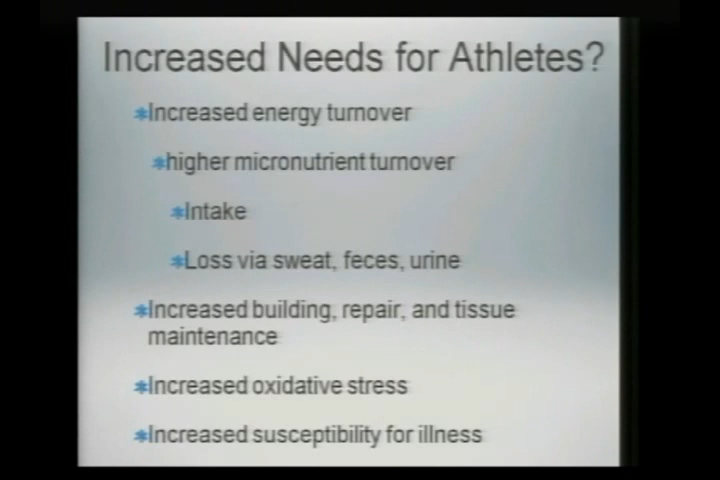 Increased Needs for Athletes?
*Increased energy turnover
*higher micronutrient turnover
*Intake
*Loss via sweat, feces, urine
*Increased building, repair, and tissue
maintenance
*Increased oxidative stress
*Increased susceptibility for illness